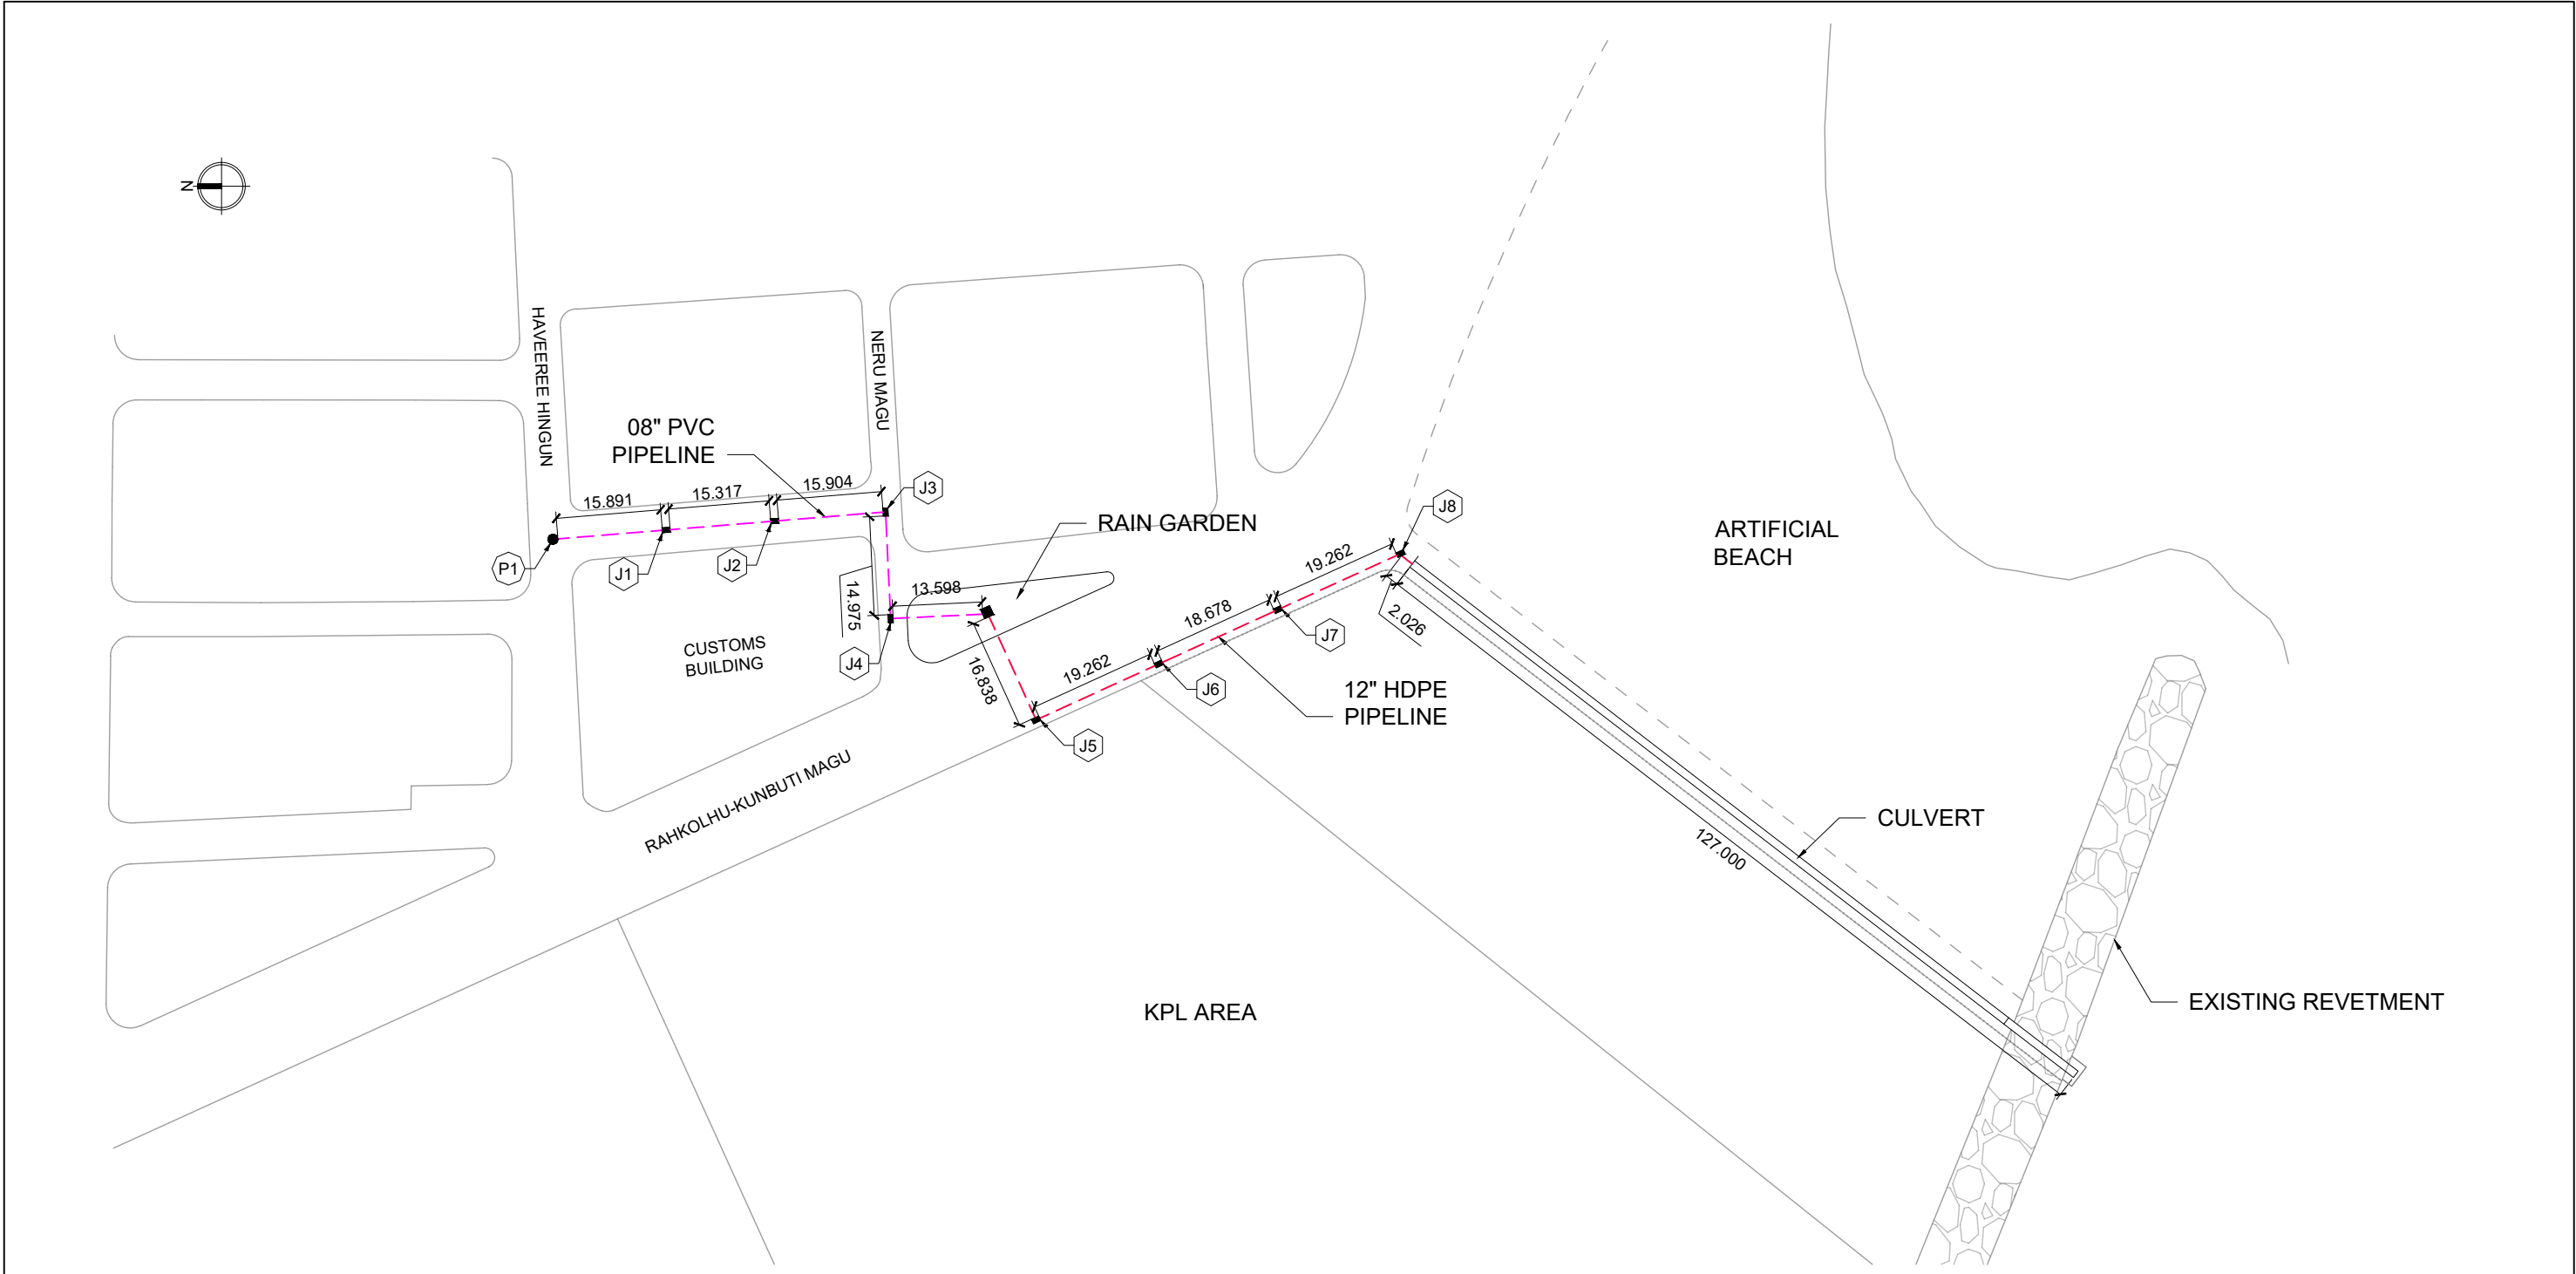 N
HAVEEREE HINGUN
NERU MAGU
08" PVC
PIPELINE
15.891
15.317
15.904
J3
P1
J1
J2
RAIN GARDEN
J8
ARTIFICIAL
BEACH
14.975
13.598
19.262
18.678
2.026
J7
CUSTOMS
BUILDING
J4
16.838
19.262
J6
12" HDPE
PIPELINE
J5
RAHKOLHU-KUNBUTI MAGU
CULVERT
127.000
KPL AREA
EXISTING REVETMENT